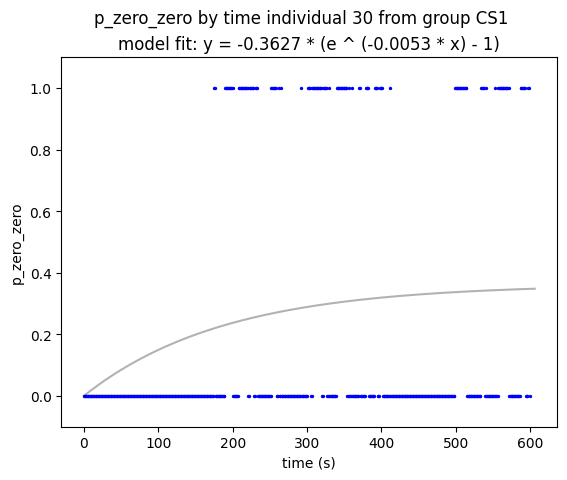 p_zero_zero by time individual 30 from group CS1
model fit: y = -0.3627 * (e ^ (-0.0053 * x) - 1)
1.0
0.8
0.6
0.4
0.2
0.0
p_zero_zero
0 100 200 300 400 500 600
time (s)